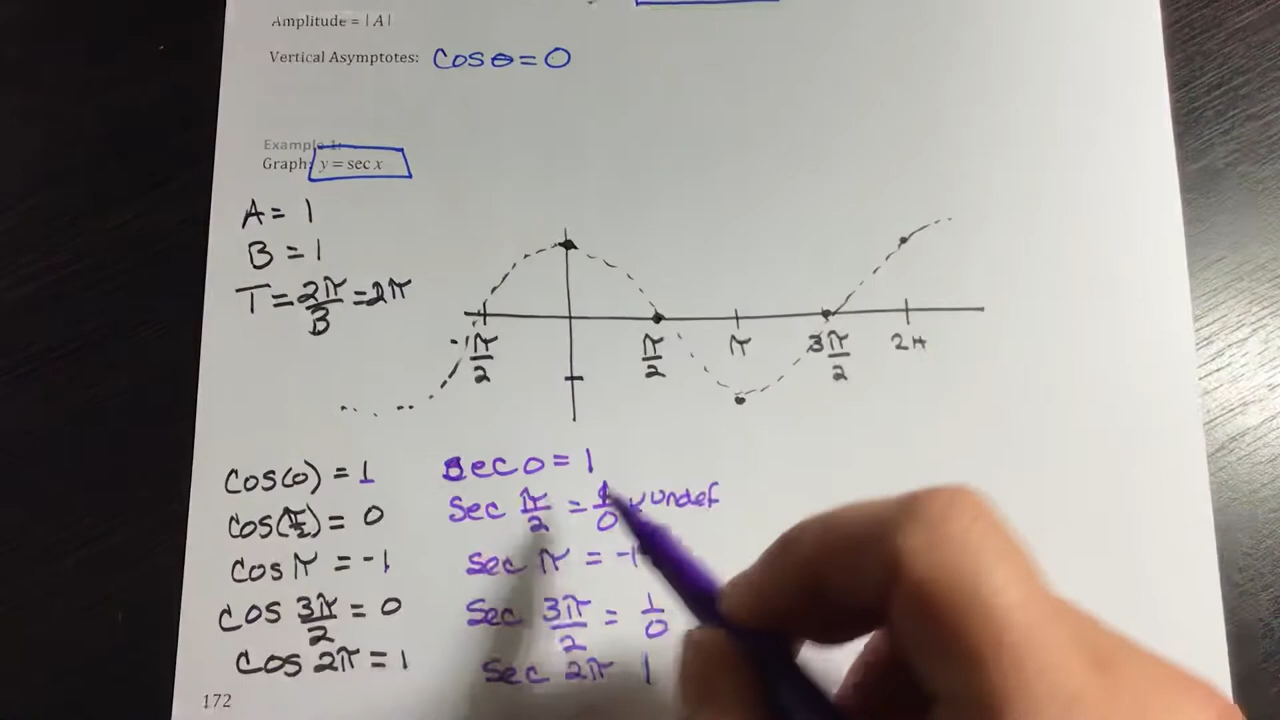 Amplitude = |A|
Vertical Asymptotes: cos θ = 0
Example 1:
Graph: y = sec x
A = 1
B = 1
T = 2π/B = 2π
-π/2 π/2 π 3π/2 2π
cos(0) = 1 sec 0 = 1
cos(π/2) = 0 sec π/2 = 1/0 undef
cos π = -1 sec π = -1
cos 3π/2 = 0 sec 3π/2 = 1/0
cos 2π = 1 sec 2π 1
172